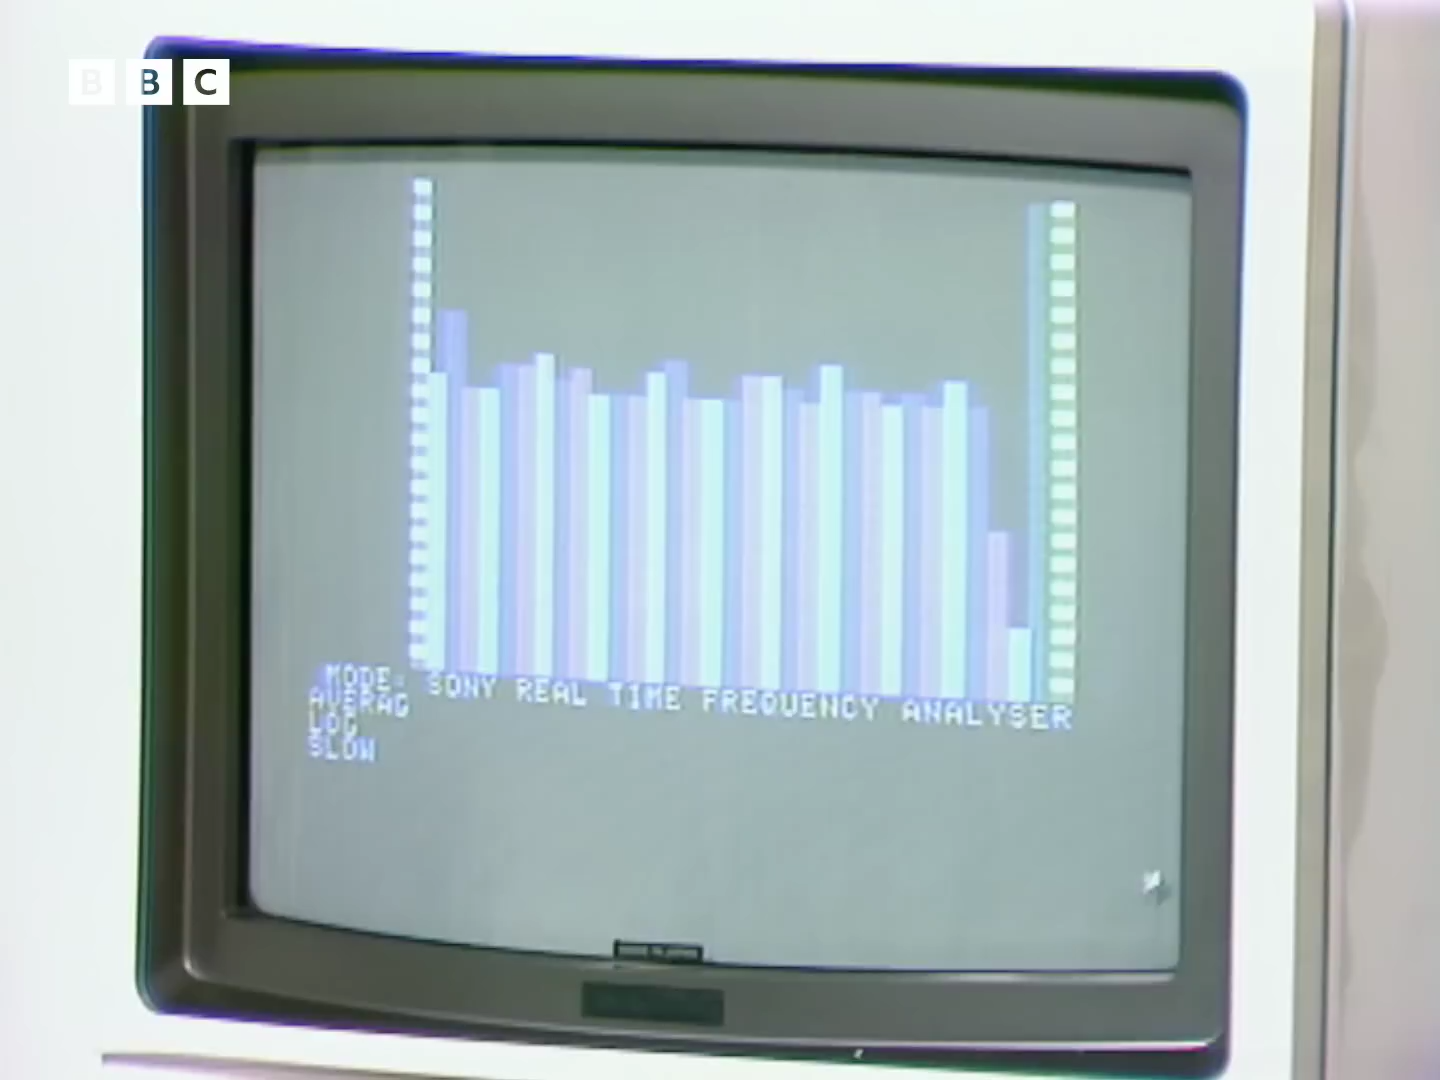 BBC
MODE:
SONY REAL TIME FREQUENCY ANALYSER
AVERAG
LOG
SLOW